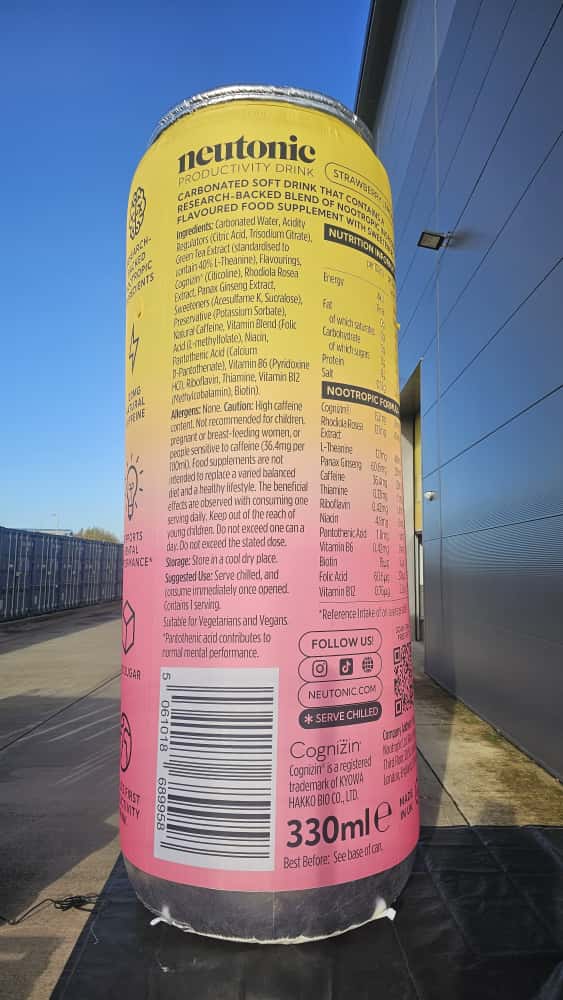 neutonic
PRODUCTIVITY DRINK
STRAWBERRY
CARBONATED SOFT DRINK THAT CONTAINS A
RESEARCH-BACKED BLEND OF NOOTROPIC
FLAVOURED FOOD SUPPLEMENT WITH
Ingredients: Carbonated Water, Acidity
Regulators (Citric Acid, Trisodium Citrate),
Green Tea Extract (standardised to
contain 40% L-Theanine), Flavourings,
Cognizin® (Citicoline), Rhodiola Rosea
Extract, Panax Ginseng Extract,
Sweeteners (Acesulfame K, Sucralose),
Preservative (Potassium Sorbate),
Natural Caffeine, Vitamin Blend (Folic
Acid (L-methylfolate), Niacin,
Pantothenic Acid (Calcium
D-Pantothenate), Vitamin B6 (Pyridoxine
HCl), Riboflavin, Thiamine, Vitamin B12
(Methylcobalamin), Biotin).
Allergens: None. Caution: High caffeine
content. Not recommended for children,
pregnant or breast-feeding women, or
people sensitive to caffeine (36.4mg per
100ml). Food supplements are not
intended to replace a varied balanced
diet and a healthy lifestyle. The beneficial
effects are observed with consuming one
serving daily. Keep out of the reach of
young children. Do not exceed one can a
day. Do not exceed the stated dose.
Storage: Store in a cool dry place.
Suggested Use: Serve chilled, and
consume immediately once opened.
Contains 1 serving.
Suitable for Vegetarians and Vegans.
*Pantothenic acid contributes to
normal mental performance.
5 061018 689958
NUTRITION
Energy
Fat
of which saturates
Carbohydrate
of which sugars
Protein
Salt
NOOTROPIC
Cognizin®
Rhodiola Rosea
Extract
L-Theanine
Panax Ginseng
Caffeine
Thiamine
Riboflavin
Niacin
Pantothenic Acid
Vitamin B6
Biotin
Folic Acid
Vitamin B12
*Reference Intake of
FOLLOW US!
NEUTONIC.COM
* SERVE CHILLED
Cognizin®
Cognizin® is a registered
trademark of KYOWA
HAKKO BIO CO., LTD.
330ml e
Best Before: See base of can.
MADE
IN UK